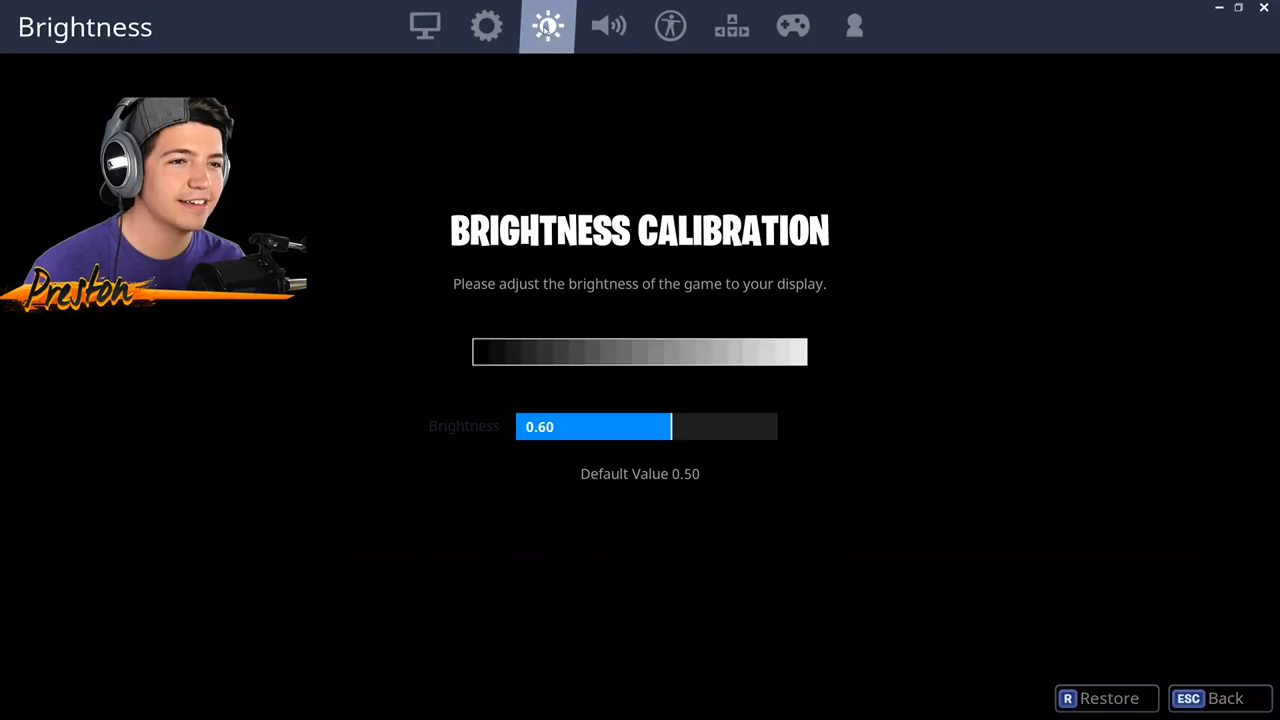 Brightness
Preston
BRIGHTNESS CALIBRATION
Please adjust the brightness of the game to your display.
Brightness
0.60
Default Value 0.50
R Restore
ESC Back